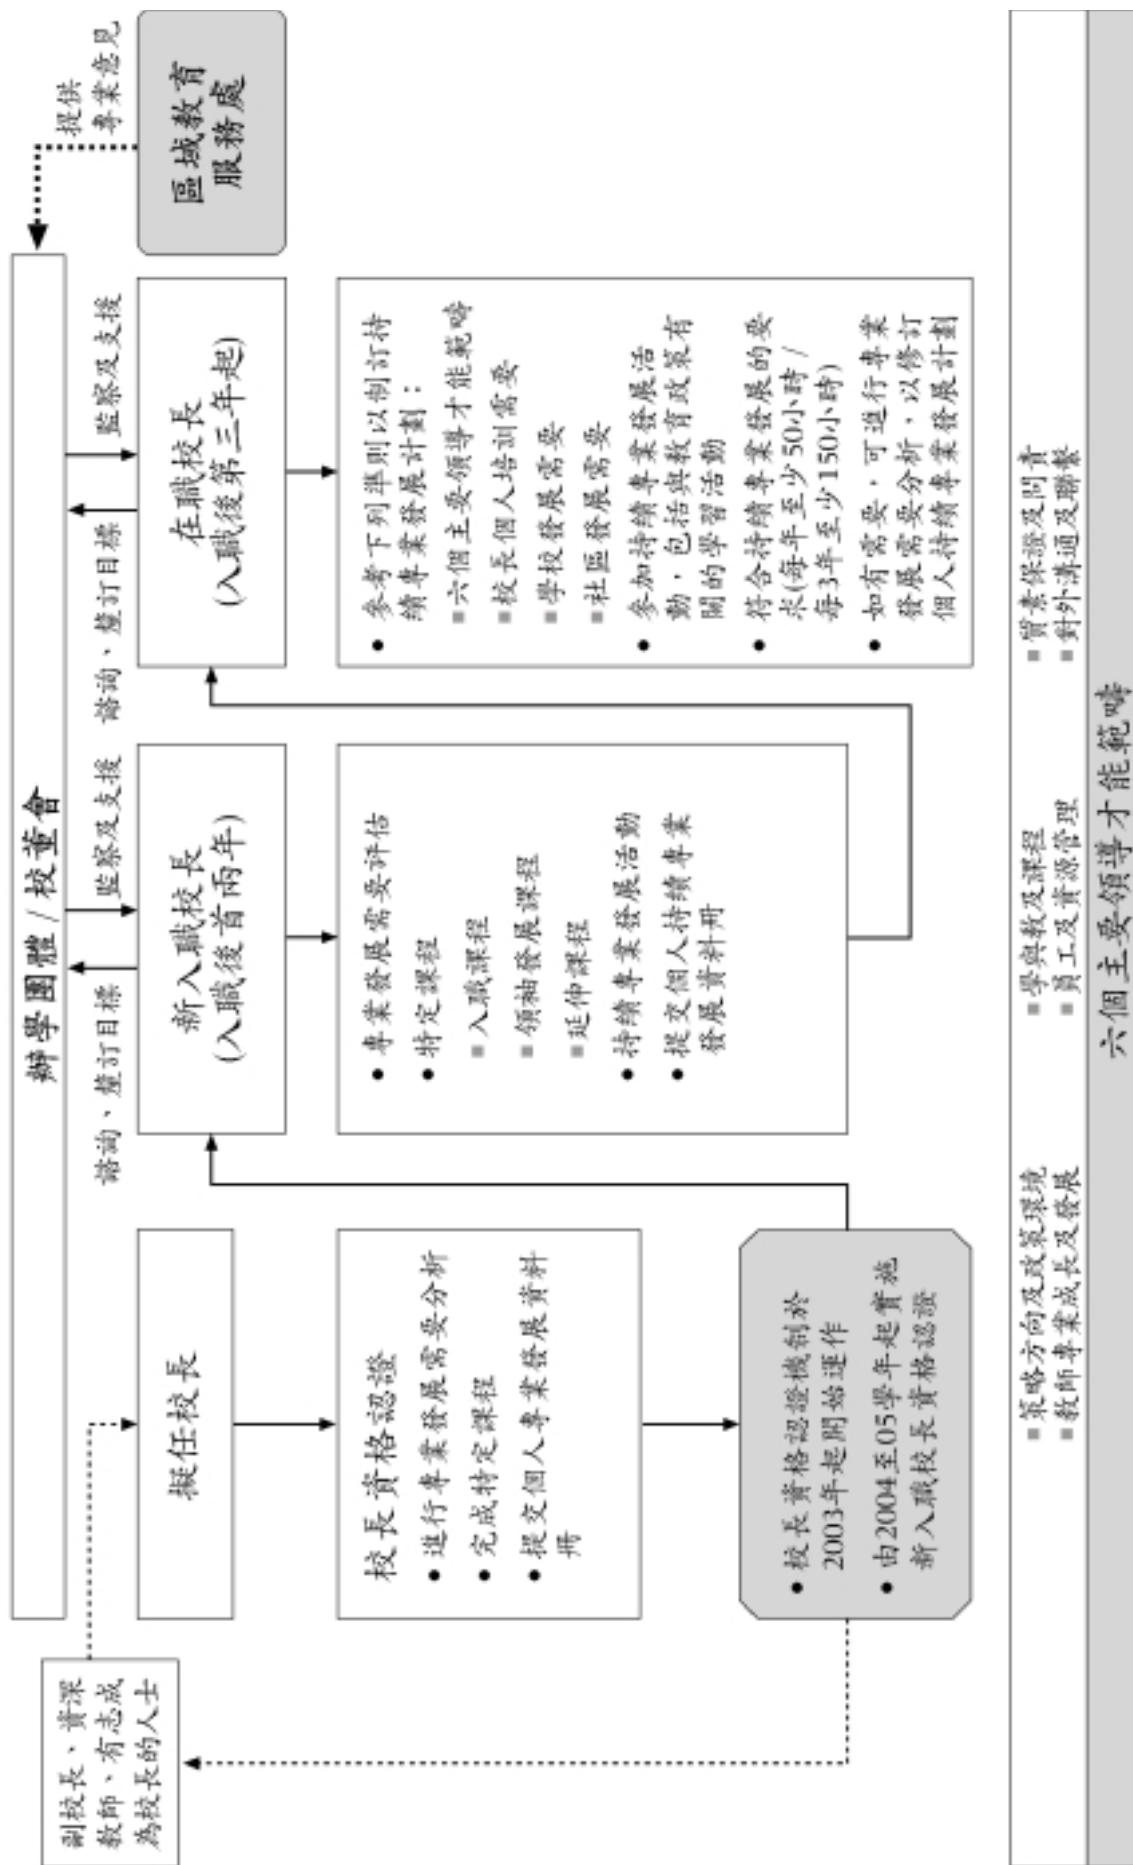 辦學團體/校董會
提供
專業意見
區域教育
服務處
副校長、資深
教師、有志成
為校長的人士
擬任校長
校長資格認證
● 進行專業發展需要分析
● 完成特定課程
● 提交個人專業發展資料
冊
● 校長資格認證機制於
2003年起開始運作
● 由2004至05學年起實施
新入職校長資格認證
諮詢、釐訂目標
監察及支援
新入職校長
(入職後首兩年)
● 專業發展需要評估
● 特定課程
■ 入職課程
■ 領袖發展課程
■ 延伸課程
● 持續專業發展活動
● 提交個人持續專業
發展資料冊
諮詢、釐訂目標
監察及支援
在職校長
(入職後第三年起)
● 參考下列準則以制訂持
續專業發展計劃：
■ 六個主要領導才能範疇
■ 校長個人培訓需要
■ 學校發展需要
■ 社區發展需要
● 參加持續專業發展活
動，包括與教育政策有
關的學習活動
● 符合持續專業發展的要
求(每年至少50小時/
每3年至少150小時)
● 如有需要，可進行專業
發展需要分析，以修訂
個人持續專業發展計劃
■ 策略方向及政策環境
■ 教師專業成長及發展
■ 學與教及課程
■ 員工及資源管理
■ 質素保證及問責
■ 對外溝通及聯繫
六個主要領導才能範疇